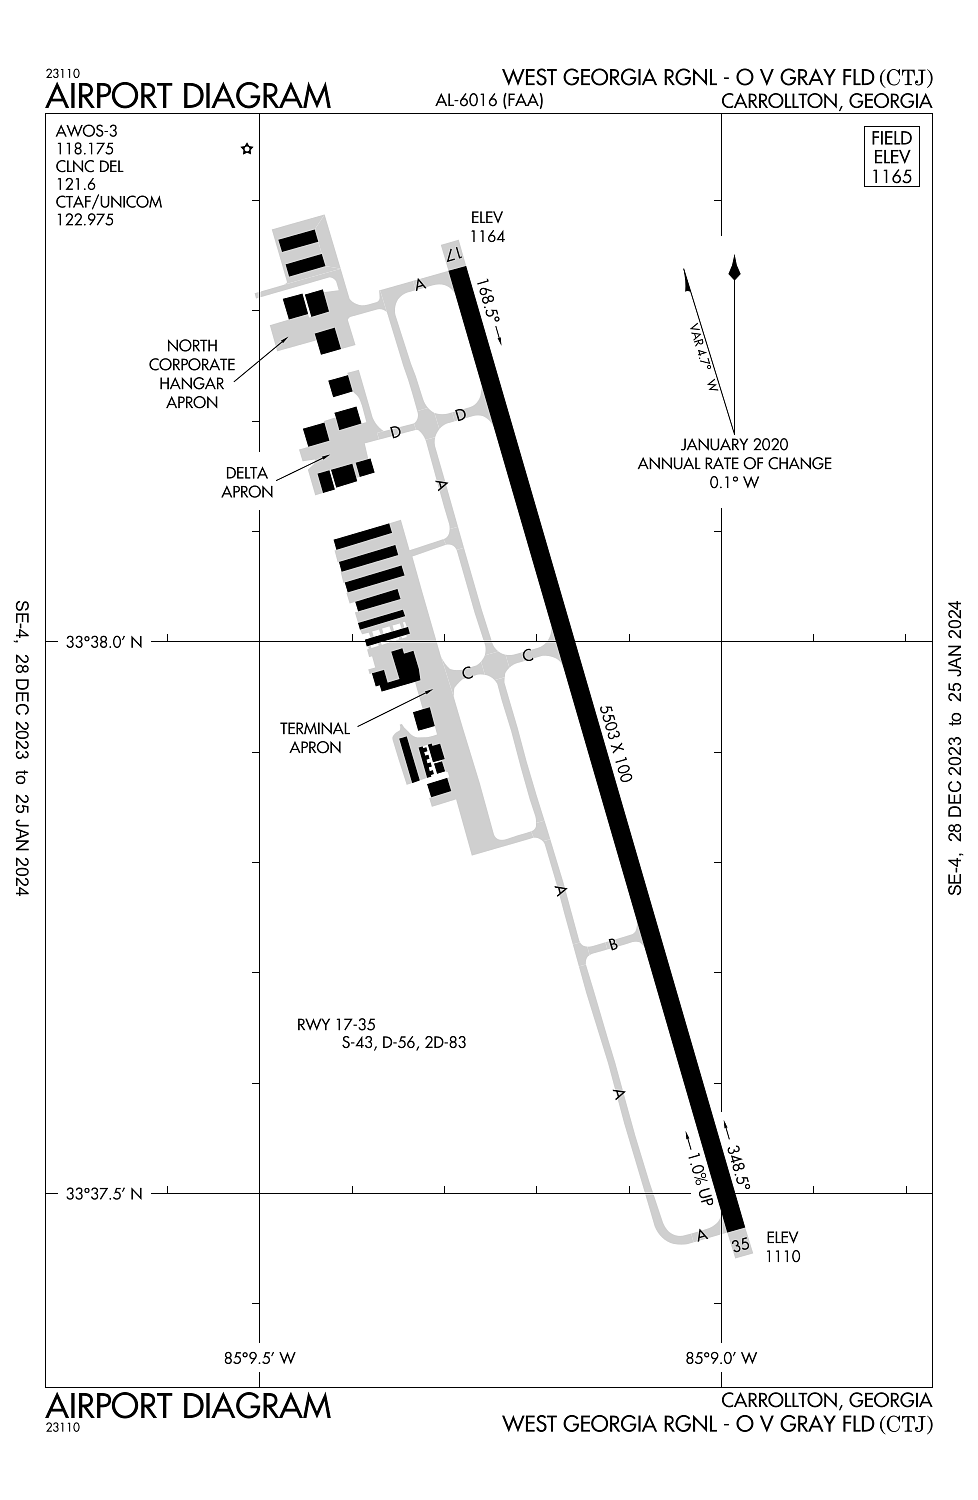 23110
AIRPORT DIAGRAM
AL-6016 (FAA)
WEST GEORGIA RGNL - O V GRAY FLD (CTJ)
CARROLLTON, GEORGIA
AWOS-3
118.175
CLNC DEL
121.6
CTAF/UNICOM
122.975
FIELD
ELEV
1165
ELEV
1164
17
A
168.5°
VAR 4.7° W
JANUARY 2020
ANNUAL RATE OF CHANGE
0.1° W
NORTH
CORPORATE
HANGAR
APRON
D
D
DELTA
APRON
A
33°38.0' N
C
C
TERMINAL
APRON
5503 X 100
A
B
RWY 17-35
S-43, D-56, 2D-83
A
1.0% UP
348.5°
33°37.5' N
A
35
ELEV
1110
85°9.5' W
85°9.0' W
SE-4, 28 DEC 2023 to 25 JAN 2024
SE-4, 28 DEC 2023 to 25 JAN 2024
AIRPORT DIAGRAM
23110
CARROLLTON, GEORGIA
WEST GEORGIA RGNL - O V GRAY FLD (CTJ)